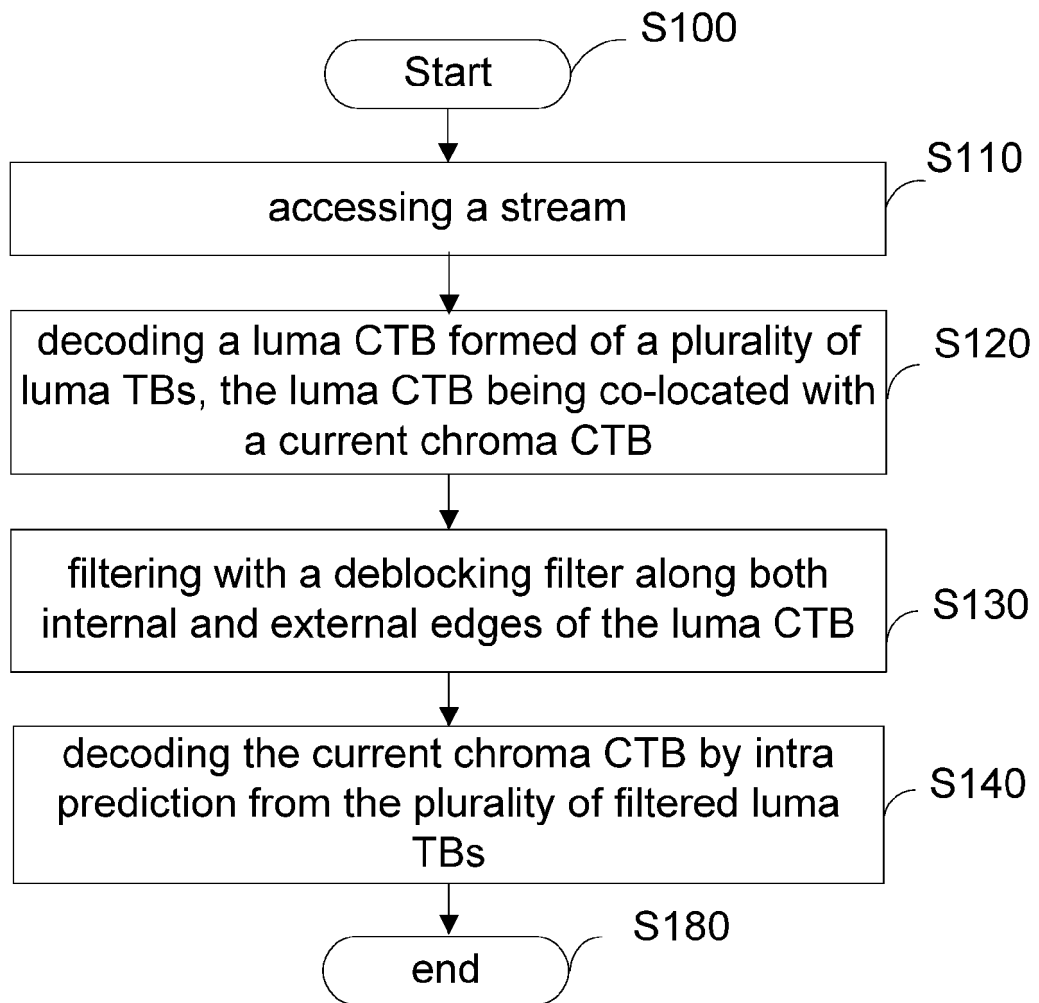 S100
Start
S110
accessing a stream
decoding a luma CTB formed of a plurality of
S120
luma TBs, the luma CTB being co-located with
a current chroma CTB
filtering with a deblocking filter along both
S130
internal and external edges of the luma CTB
decoding the current chroma CTB by intra
S140
prediction from the plurality of filtered luma
TBs
S180
end